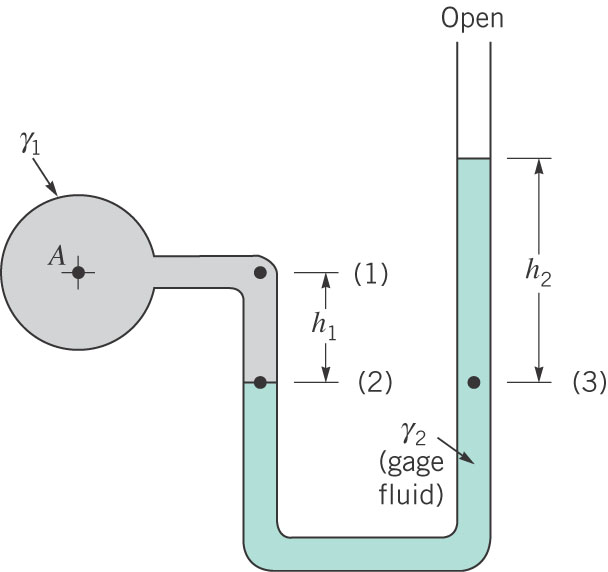 Open
γ1
A
(1)
h2
h1
(2)
(3)
γ2
(gage
fluid)